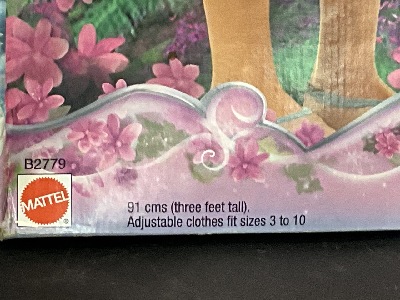 B2779
MATTEL
®
91 cms (three feet tall).
Adjustable clothes fit sizes 3 to 10